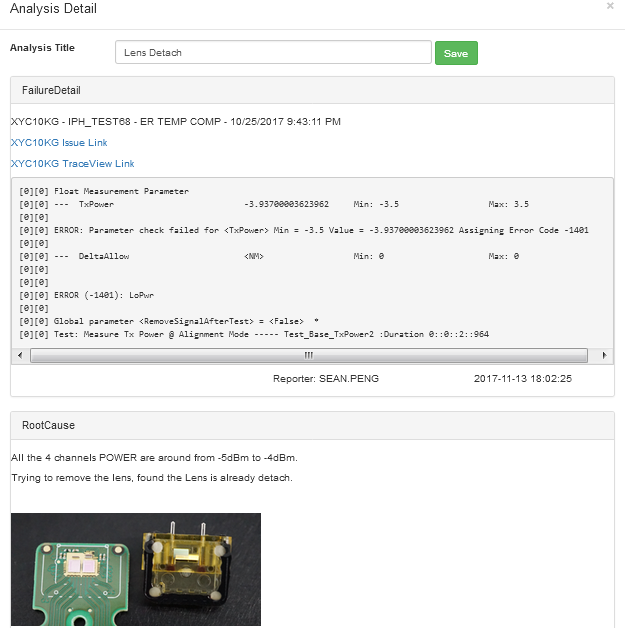 Analysis Detail
×
Analysis Title
Lens Detach
Save
FailureDetail
XYC10KG - IPH_TEST68 - ER TEMP COMP - 10/25/2017 9:43:11 PM
XYC10KG Issue Link
XYC10KG TraceView Link
[0][0] Float Measurement Parameter
[0][0] --- TxPower -3.93700003623962 Min: -3.5 Max: 3.5
[0][0]
[0][0] ERROR: Parameter check failed for <TxPower> Min = -3.5 Value = -3.93700003623962 Assigning Error Code -1401
[0][0]
[0][0] --- DeltaAllow <NM> Min: 0 Max: 0
[0][0]
[0][0]
[0][0] ERROR (-1401): LoPwr
[0][0]
[0][0] Global parameter <RemoveSignalAfterTest> = <False> *
[0][0] Test: Measure Tx Power @ Alignment Mode ----- Test_Base_TxPower2 :Duration 0::0::2::964
Reporter: SEAN.PENG 2017-11-13 18:02:25
RootCause
All the 4 channels POWER are around from -5dBm to -4dBm.
Trying to remove the lens, found the Lens is already detach.